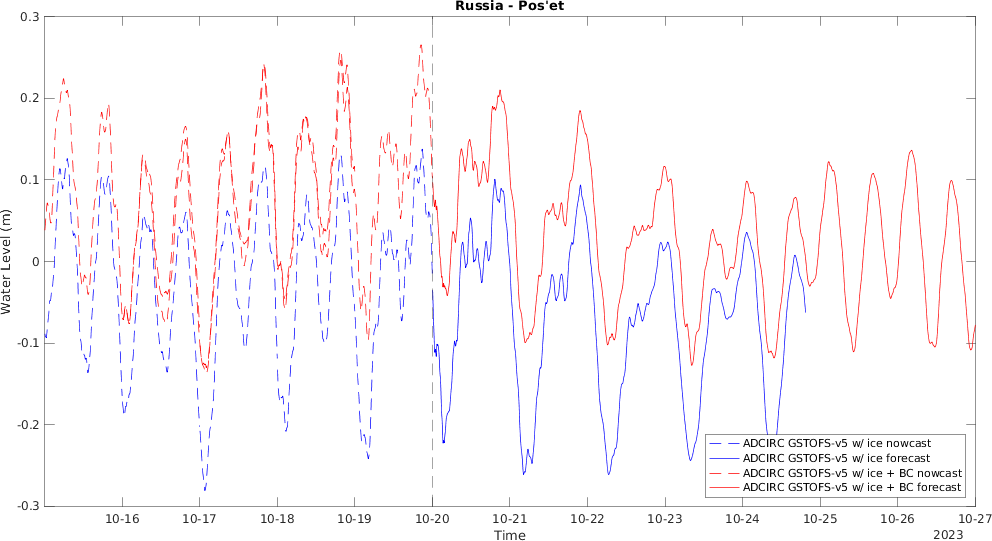 Russia - Pos'et
0.3
0.2
0.1
0
-0.1
-0.2
-0.3
Water Level (m)
ADCIRC GSTOFS-v5 w/ ice nowcast
ADCIRC GSTOFS-v5 w/ ice forecast
ADCIRC GSTOFS-v5 w/ ice + BC nowcast
ADCIRC GSTOFS-v5 w/ ice + BC forecast
10-16 10-17 10-18 10-19 10-20 10-21 10-22 10-23 10-24 10-25 10-26 10-27
Time
2023